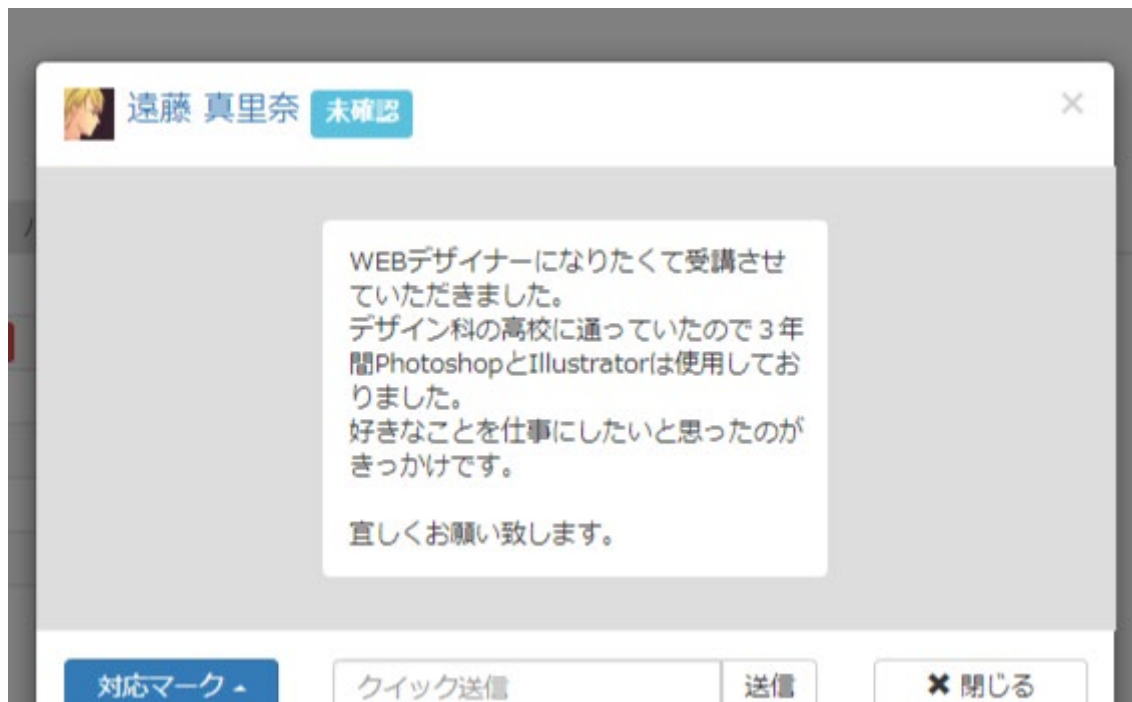 遠藤 真里奈 未確認 ×
WEBデザイナーになりたくて受講させ
ていただきました。
デザイン科の高校に通っていたので３年
間PhotoshopとIllustratorは使用してお
りました。
好きなことを仕事にしたいと思ったのが
きっかけです。
宜しくお願い致します。
対応マーク クイック送信 送信 ✖ 閉じる